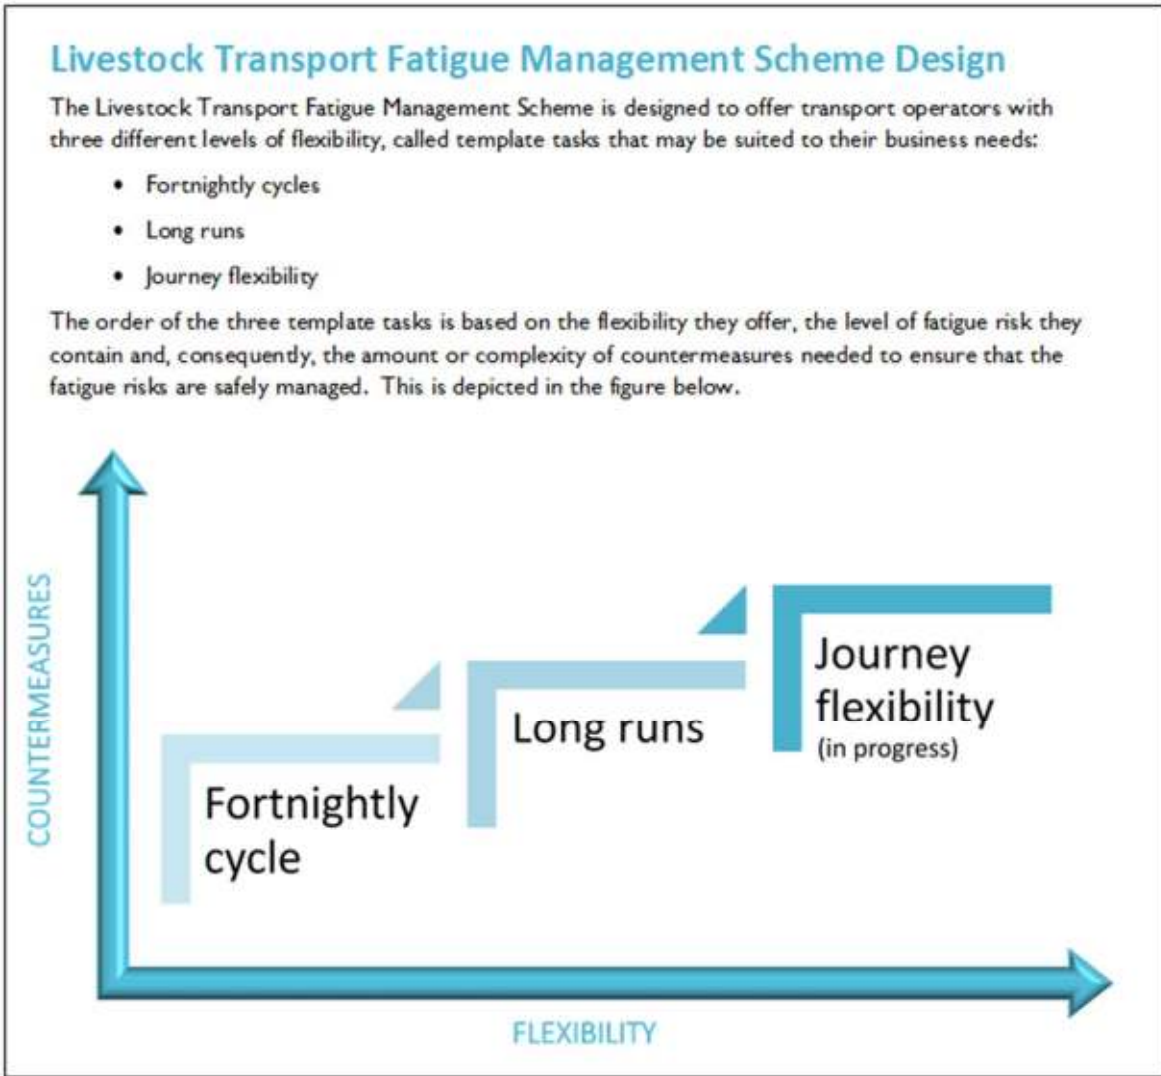 Livestock Transport Fatigue Management Scheme Design
The Livestock Transport Fatigue Management Scheme is designed to offer transport operators with
three different levels of flexibility, called template tasks that may be suited to their business needs:
• Fortnightly cycles
• Long runs
• Journey flexibility
The order of the three template tasks is based on the flexibility they offer, the level of fatigue risk they
contain and, consequently, the amount or complexity of countermeasures needed to ensure that the
fatigue risks are safely managed. This is depicted in the figure below.
COUNTERMEASURES
Fortnightly
cycle
Long runs
Journey
flexibility
(in progress)
FLEXIBILITY